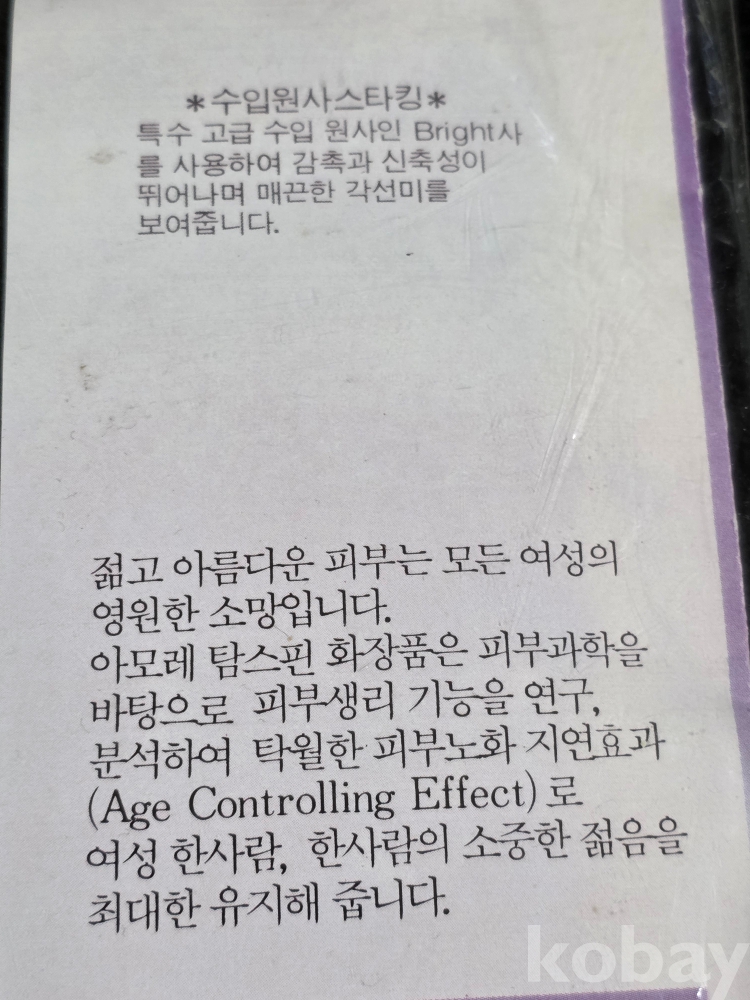 *수입원사스타킹*
특수 고급 수입 원사인 Bright사
를 사용하여 감촉과 신축성이
뛰어나며 매끈한 각선미를
보여줍니다.
젊고 아름다운 피부는 모든 여성의
영원한 소망입니다.
아모레 탐스핀 화장품은 피부과학을
바탕으로 피부생리 기능을 연구,
분석하여 탁월한 피부노화 지연효과
(Age Controlling Effect)로
여성 한사람, 한사람의 소중한 젊음을
최대한 유지해 줍니다.
kobay